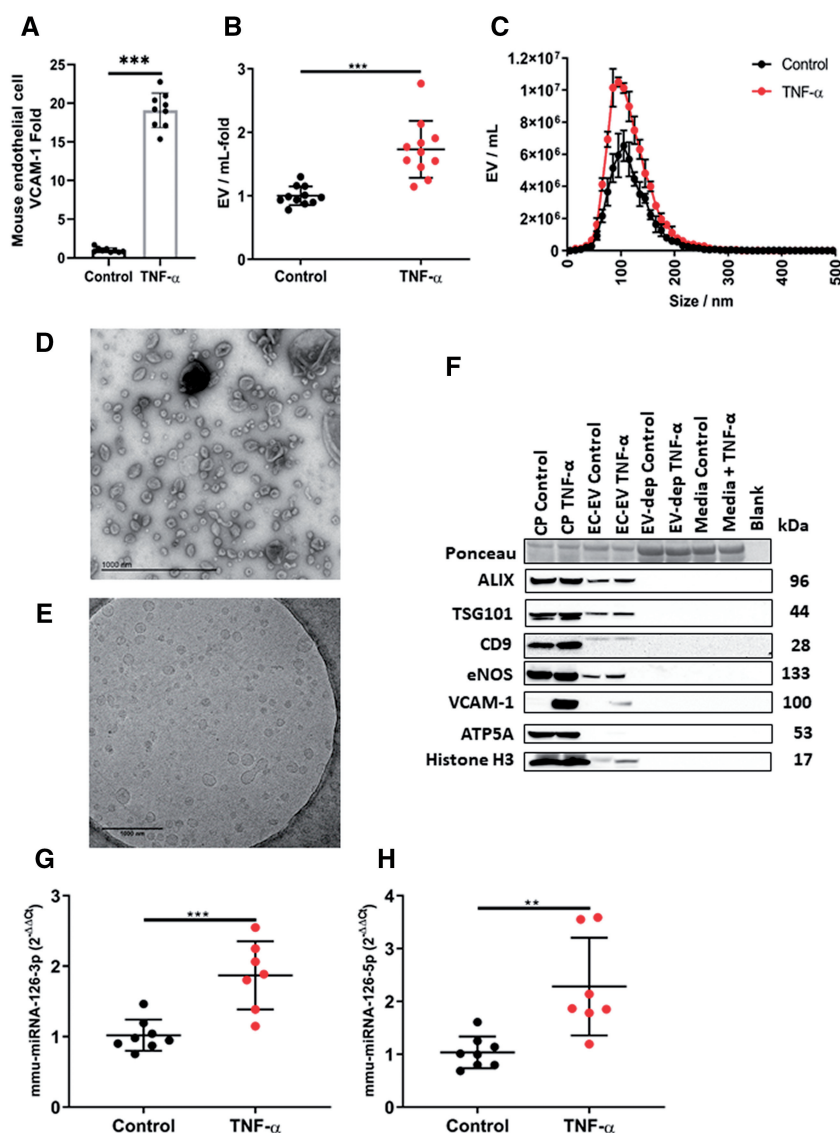 A
B
C
***
Mouse endothelial cell
VCAM-1 Fold
25
20
15
10
5
0
Control TNF-α
***
EV / mL-fold
3
2
1
0
Control TNF-α
EV / mL
1.2×10⁷
1.0×10⁷
8×10⁶
6×10⁶
4×10⁶
2×10⁶
0
0 100 200 300 400 500
Size / nm
Control
TNF-α
D
1000 nm
E
1000 nm
F
CP Control
CP TNF-α
EC-EV Control
EC-EV TNF-α
EV-dep Control
EV-dep TNF-α
Media Control
Media + TNF-α
Blank
kDa
Ponceau
ALIX 96
TSG101 44
CD9 28
eNOS 133
VCAM-1 100
ATP5A 53
Histone H3 17
G
mmu-miRNA-126-3p (2^-ΔΔCt)
3
2
1
0
***
Control TNF-α
H
mmu-miRNA-126-5p (2^-ΔΔCt)
4
3
2
1
0
**
Control TNF-α